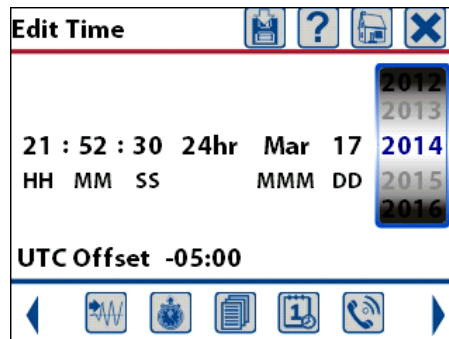 Edit Time
?
2012
2013
21 : 52 : 30 24hr Mar 17 2014
HH MM SS MMM DD 2015
2016
UTC Offset -05:00
1